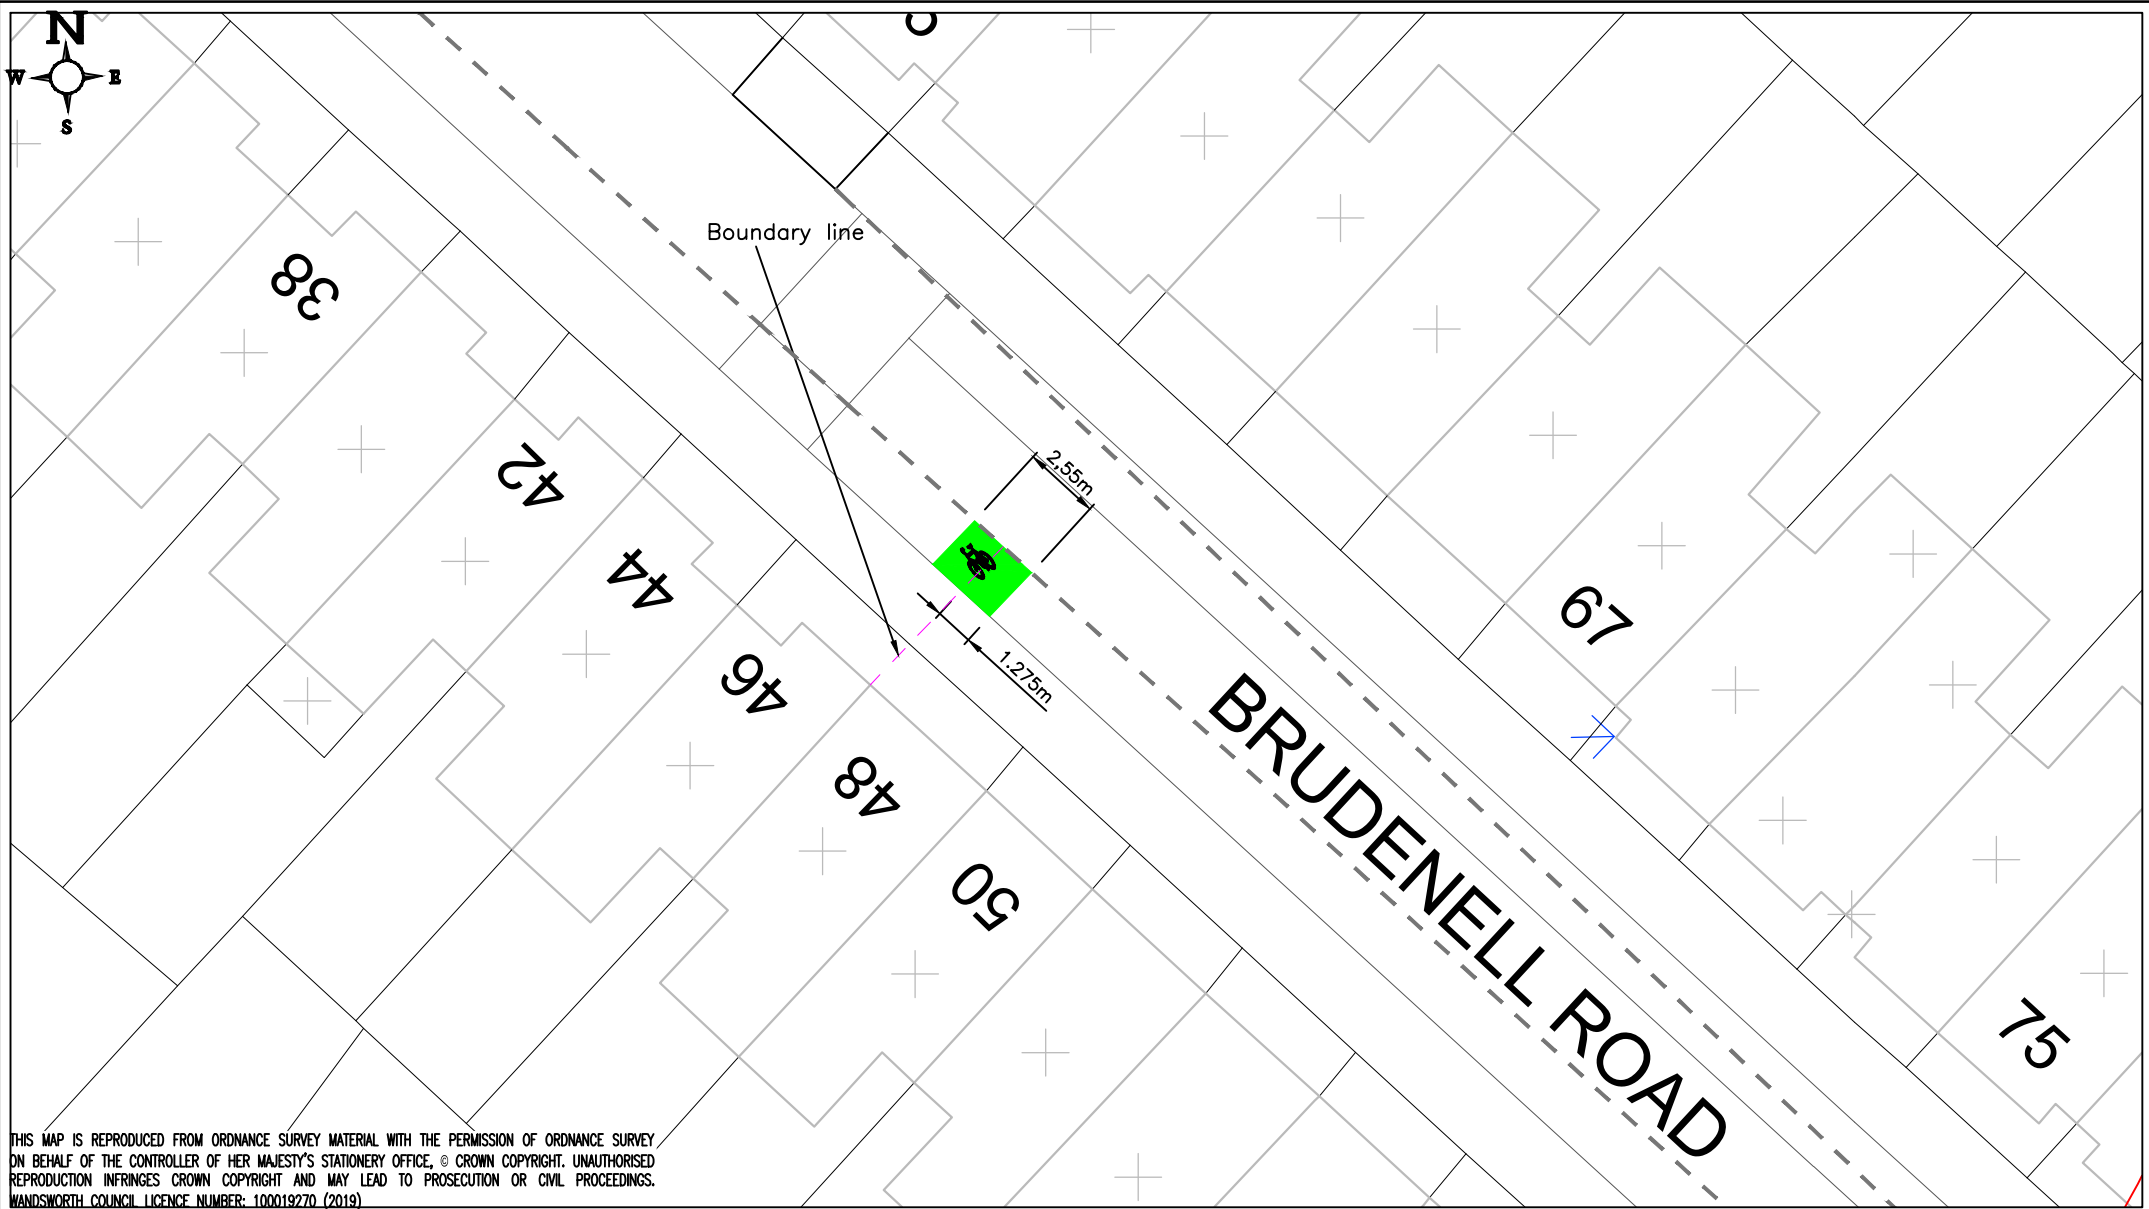 N
W E
S
Boundary line
38
42
44
46
48
50
2,55m
1.275m
67
75
BRUDENELL ROAD
THIS MAP IS REPRODUCED FROM ORDNANCE SURVEY MATERIAL WITH THE PERMISSION OF ORDNANCE SURVEY
ON BEHALF OF THE CONTROLLER OF HER MAJESTY'S STATIONERY OFFICE, © CROWN COPYRIGHT. UNAUTHORISED
REPRODUCTION INFRINGES CROWN COPYRIGHT AND MAY LEAD TO PROSECUTION OR CIVIL PROCEEDINGS.
WANDSWORTH COUNCIL LICENCE NUMBER: 100019270 (2019)